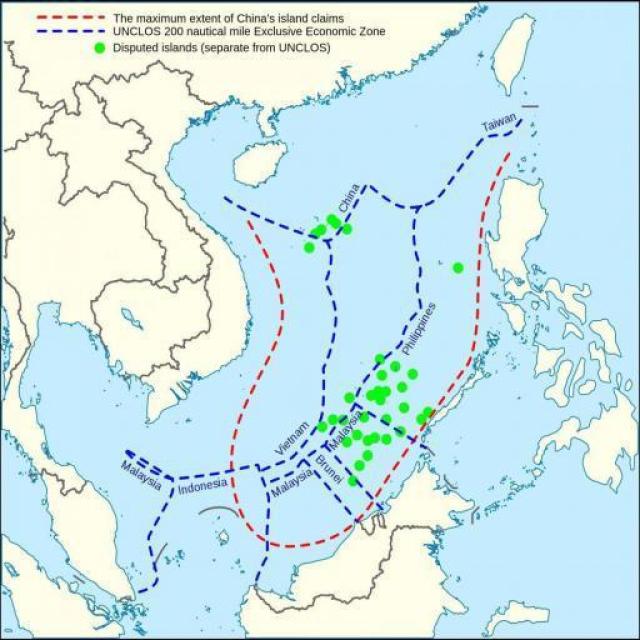 The maximum extent of China's island claims
UNCLOS 200 nautical mile Exclusive Economic Zone
Disputed islands (separate from UNCLOS)
Taiwan
China
Philippines
Vietnam
Malaysia
Malaysia
Indonesia
Malaysia
Brunei